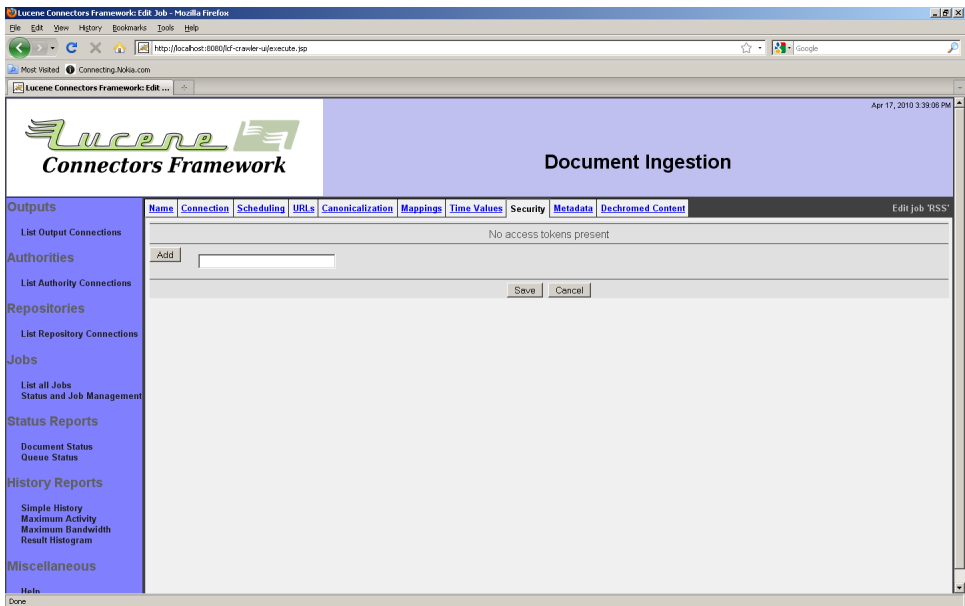 Lucene Connectors Framework: Edit Job - Mozilla Firefox
File Edit View History Bookmarks Tools Help
http://localhost:8080/lcf-crawler-ui/execute.jsp
Google
Most Visited Connecting.Nokia.com
Lucene Connectors Framework: Edit ...
Apr 17, 2010 3:39:06 PM
Lucene
Connectors Framework
Document Ingestion
Outputs
List Output Connections
Authorities
List Authority Connections
Repositories
List Repository Connections
Jobs
List all Jobs
Status and Job Management
Status Reports
Document Status
Queue Status
History Reports
Simple History
Maximum Activity
Maximum Bandwidth
Result Histogram
Miscellaneous
Help
Name Connection Scheduling URLs Canonicalization Mappings Time Values Security Metadata Dechromed Content Edit job 'RSS'
No access tokens present
Add
Save Cancel
Done